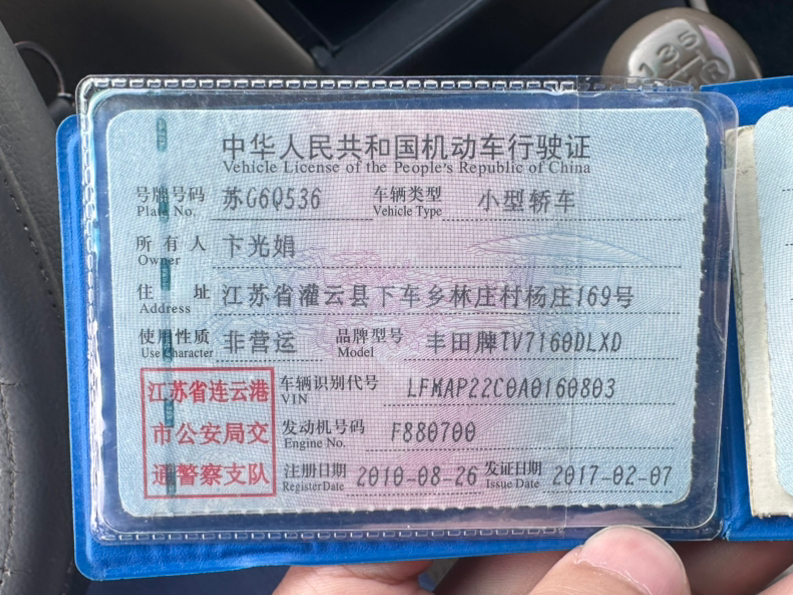 中华人民共和国机动车行驶证
Vehicle License of the People's Republic of China
号牌号码 苏G6Q536 车辆类型 小型轿车
Plate No. Vehicle Type
所有人 卞光娟
Owner
住址 江苏省灌云县下车乡林庄村杨庄169号
Address
使用性质 非营运 品牌型号 丰田牌TV7160DLXD
Use Character Model
江苏省连云港 车辆识别代号 LFMAP22C0A0160803
VIN
市公安局交 发动机号码 F880700
Engine No.
通警察支队 注册日期 2010-08-26 发证日期 2017-02-07
Register Date Issue Date
1 3 5 R